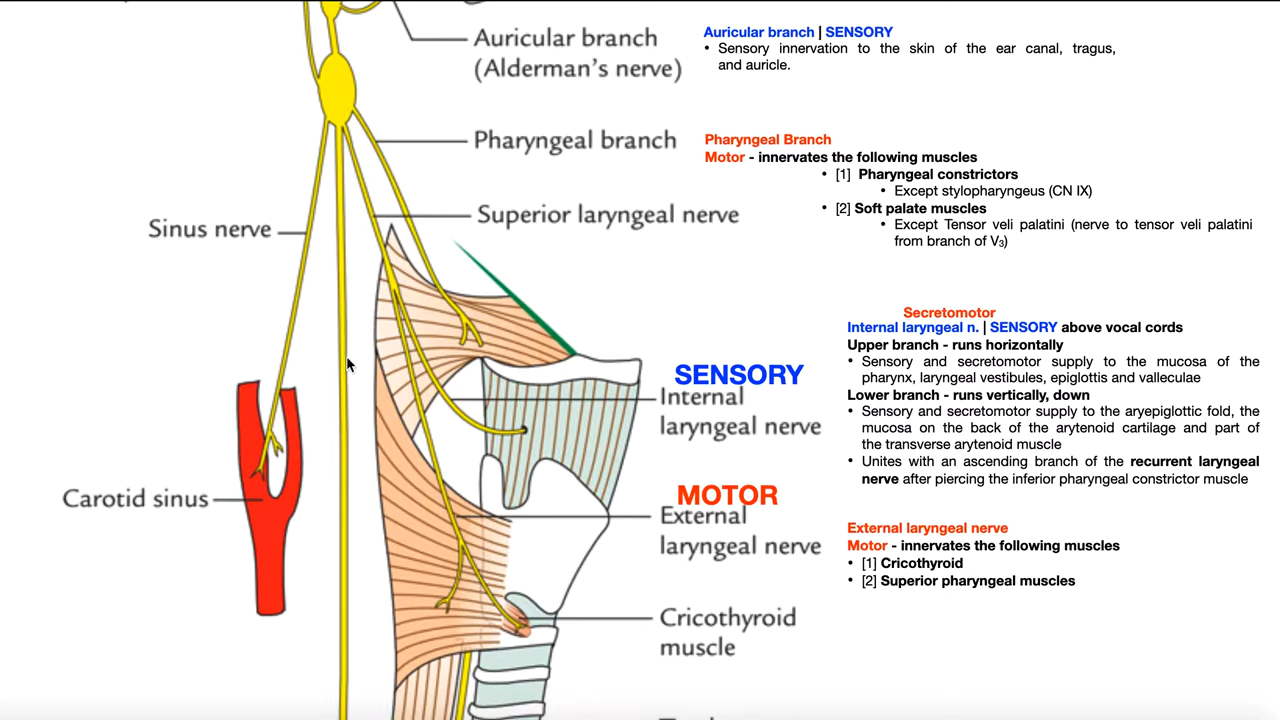 Auricular branch
(Alderman's nerve)
Auricular branch | SENSORY
• Sensory innervation to the skin of the ear canal, tragus,
and auricle.
Pharyngeal branch
Pharyngeal Branch
Motor - innervates the following muscles
• [1] Pharyngeal constrictors
• Except stylopharyngeus (CN IX)
• [2] Soft palate muscles
• Except Tensor veli palatini (nerve to tensor veli palatini
from branch of V₃)
Superior laryngeal nerve
Sinus nerve
Secretomotor
Internal laryngeal n. | SENSORY above vocal cords
Upper branch - runs horizontally
• Sensory and secretomotor supply to the mucosa of the
pharynx, laryngeal vestibules, epiglottis and valleculae
Lower branch - runs vertically, down
• Sensory and secretomotor supply to the aryepiglottic fold, the
mucosa on the back of the arytenoid cartilage and part of
the transverse arytenoid muscle
• Unites with an ascending branch of the recurrent laryngeal
nerve after piercing the inferior pharyngeal constrictor muscle
SENSORY
Internal
laryngeal nerve
Carotid sinus
MOTOR
External
laryngeal nerve
External laryngeal nerve
Motor - innervates the following muscles
• [1] Cricothyroid
• [2] Superior pharyngeal muscles
Cricothyroid
muscle